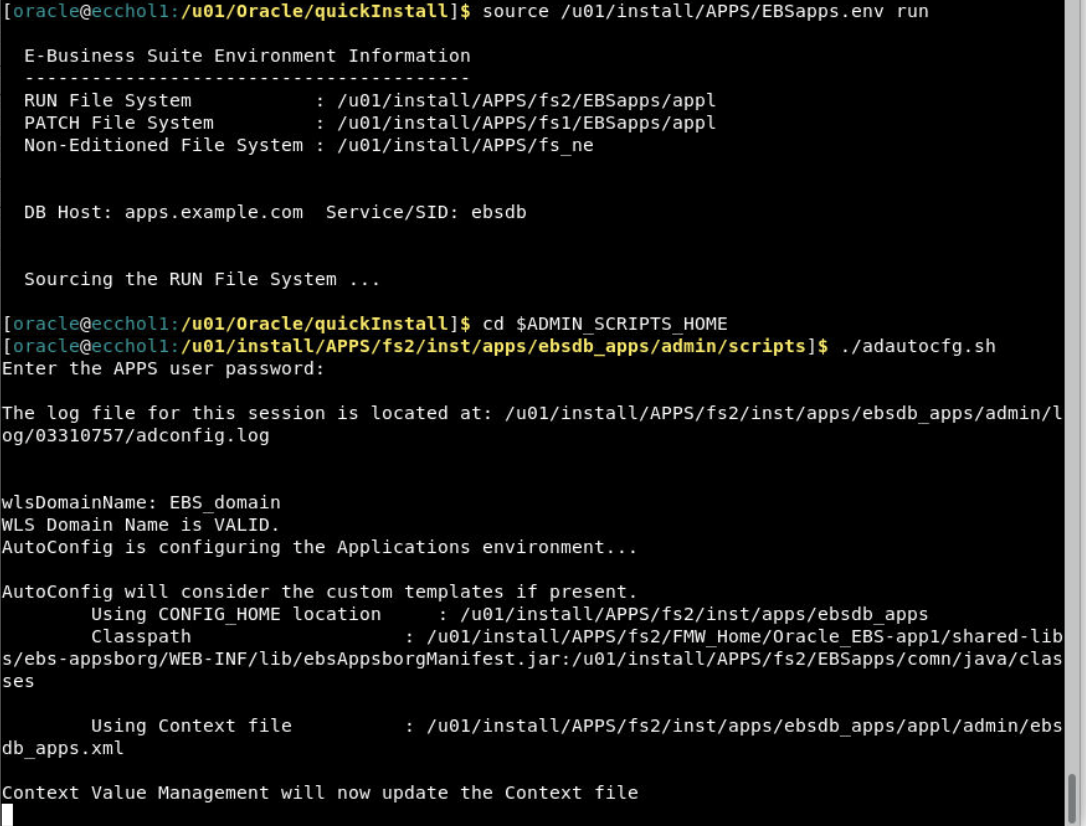 [oracle@ecchol1:/u01/Oracle/quickInstall]$ source /u01/install/APPS/EBSapps.env run
E-Business Suite Environment Information
----------------------------------------
RUN File System           : /u01/install/APPS/fs2/EBSapps/appl
PATCH File System         : /u01/install/APPS/fs1/EBSapps/appl
Non-Editioned File System : /u01/install/APPS/fs_ne
DB Host: apps.example.com  Service/SID: ebsdb
Sourcing the RUN File System ...
[oracle@ecchol1:/u01/Oracle/quickInstall]$ cd $ADMIN_SCRIPTS_HOME
[oracle@ecchol1:/u01/install/APPS/fs2/inst/apps/ebsdb_apps/admin/scripts]$ ./adautocfg.sh
Enter the APPS user password:
The log file for this session is located at: /u01/install/APPS/fs2/inst/apps/ebsdb_apps/admin/l
og/03310757/adconfig.log
wlsDomainName: EBS_domain
WLS Domain Name is VALID.
AutoConfig is configuring the Applications environment...
AutoConfig will consider the custom templates if present.
Using CONFIG_HOME location     : /u01/install/APPS/fs2/inst/apps/ebsdb_apps
Classpath                   : /u01/install/APPS/fs2/FMW_Home/Oracle_EBS-app1/shared-lib
s/ebs-appsborg/WEB-INF/lib/ebsAppsborgManifest.jar:/u01/install/APPS/fs2/EBSapps/comn/java/clas
ses
Using Context file          : /u01/install/APPS/fs2/inst/apps/ebsdb_apps/appl/admin/ebs
db_apps.xml
Context Value Management will now update the Context file